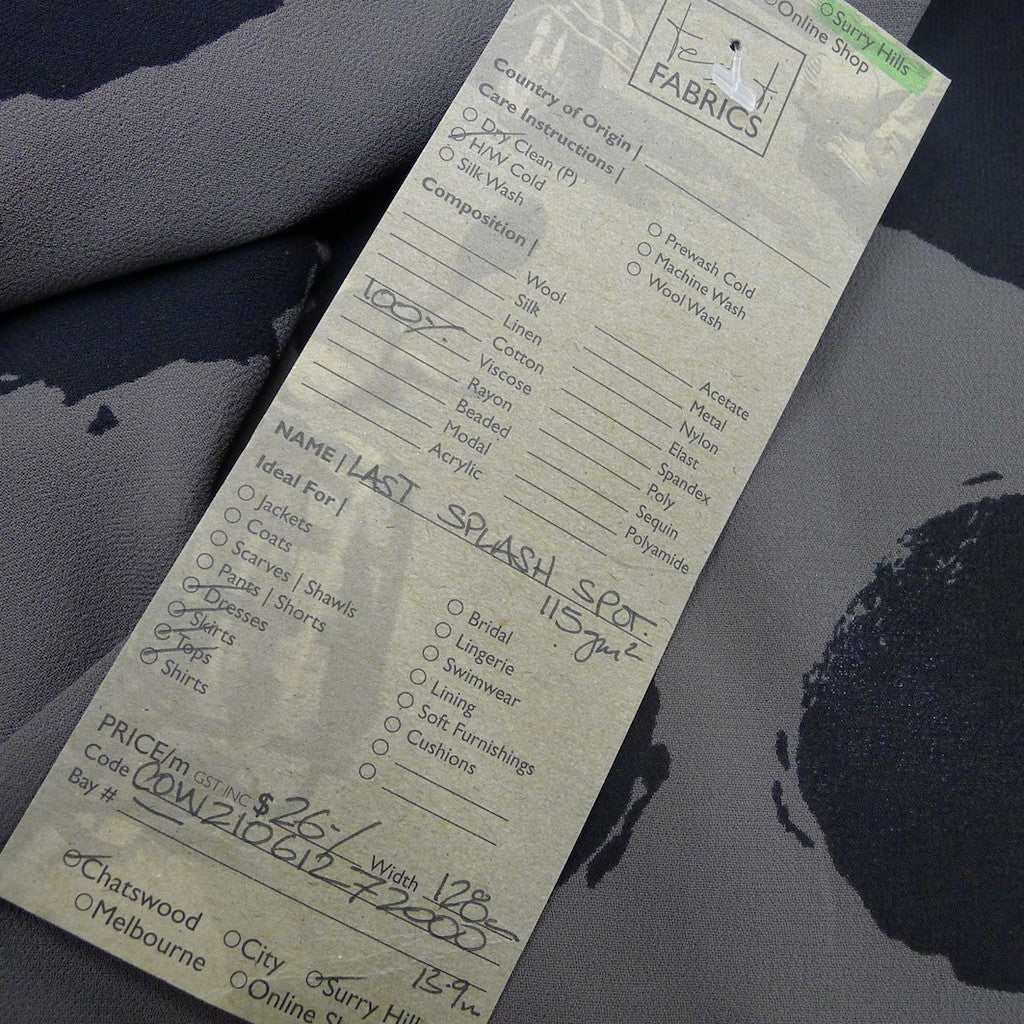 Online Shop
Surry Hills
FABRICS
Country of Origin |
Care Instructions |
Dry Clean (P)
H/W Cold
Silk Wash
Prewash Cold
Machine Wash
Wool Wash
Composition |
Wool
Silk
Linen
Cotton
100% Viscose
Rayon
Beaded
Modal
Acrylic
Acetate
Metal
Nylon
Elast
Spandex
Poly
Sequin
Polyamide
NAME | LAST SPLASH SPOT.
115gm²
Ideal For |
Jackets
Coats
Scarves | Shawls
Pants | Shorts
Dresses
Skirts
Tops
Shirts
Bridal
Lingerie
Swimwear
Lining
Soft Furnishings
Cushions
PRICE/m GST INC $26-/ Width 128c
Code COW210612-72000
Bay #
13.9m
Chatswood
City
Surry Hill
Melbourne
Online